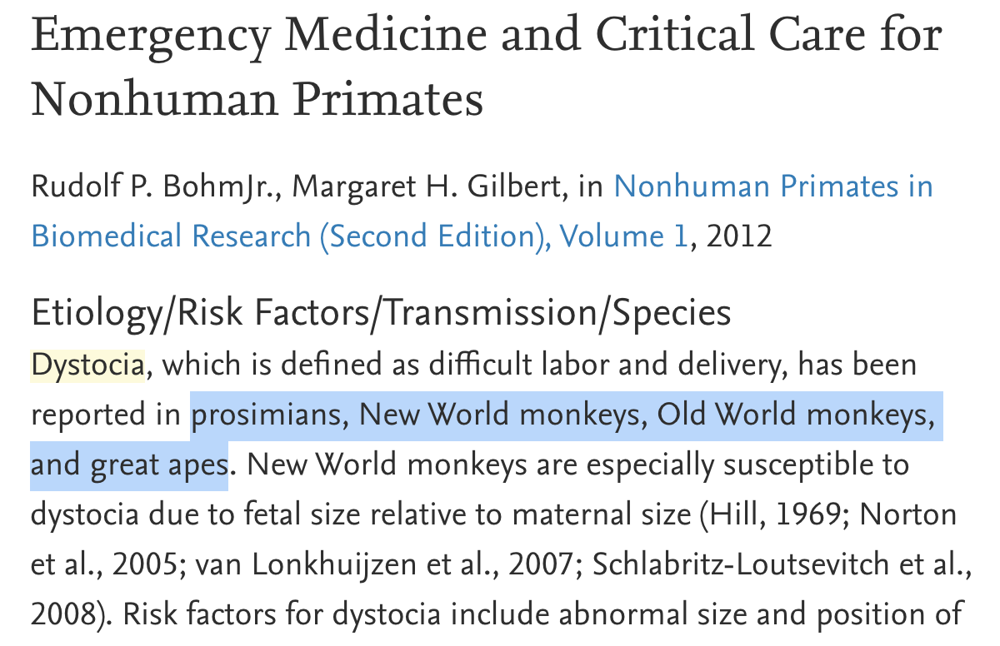 Emergency Medicine and Critical Care for
Nonhuman Primates
Rudolf P. BohmJr., Margaret H. Gilbert, in Nonhuman Primates in
Biomedical Research (Second Edition), Volume 1, 2012
Etiology/Risk Factors/Transmission/Species
Dystocia, which is defined as difficult labor and delivery, has been
reported in prosimians, New World monkeys, Old World monkeys,
and great apes. New World monkeys are especially susceptible to
dystocia due to fetal size relative to maternal size (Hill, 1969; Norton
et al., 2005; van Lonkhuijzen et al., 2007; Schlabritz-Loutsevitch et al.,
2008). Risk factors for dystocia include abnormal size and position of